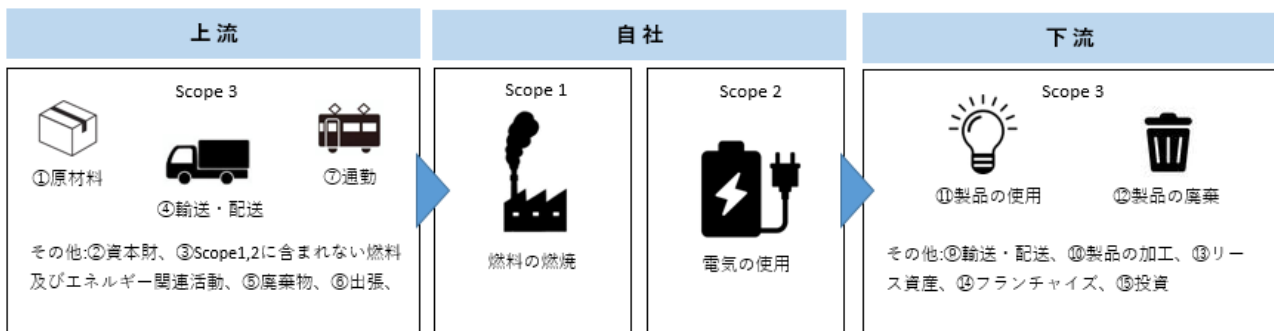 上流
Scope 3
①原材料
④輸送・配送
⑦通勤
その他:②資本財、③Scope1,2に含まれない燃料
及びエネルギー関連活動、⑤廃棄物、⑥出張、
自社
Scope 1
燃料の燃焼
Scope 2
電気の使用
下流
Scope 3
⑪製品の使用
⑫製品の廃棄
その他:⑨輸送・配送、⑩製品の加工、⑬リー
ス資産、⑭フランチャイズ、⑮投資